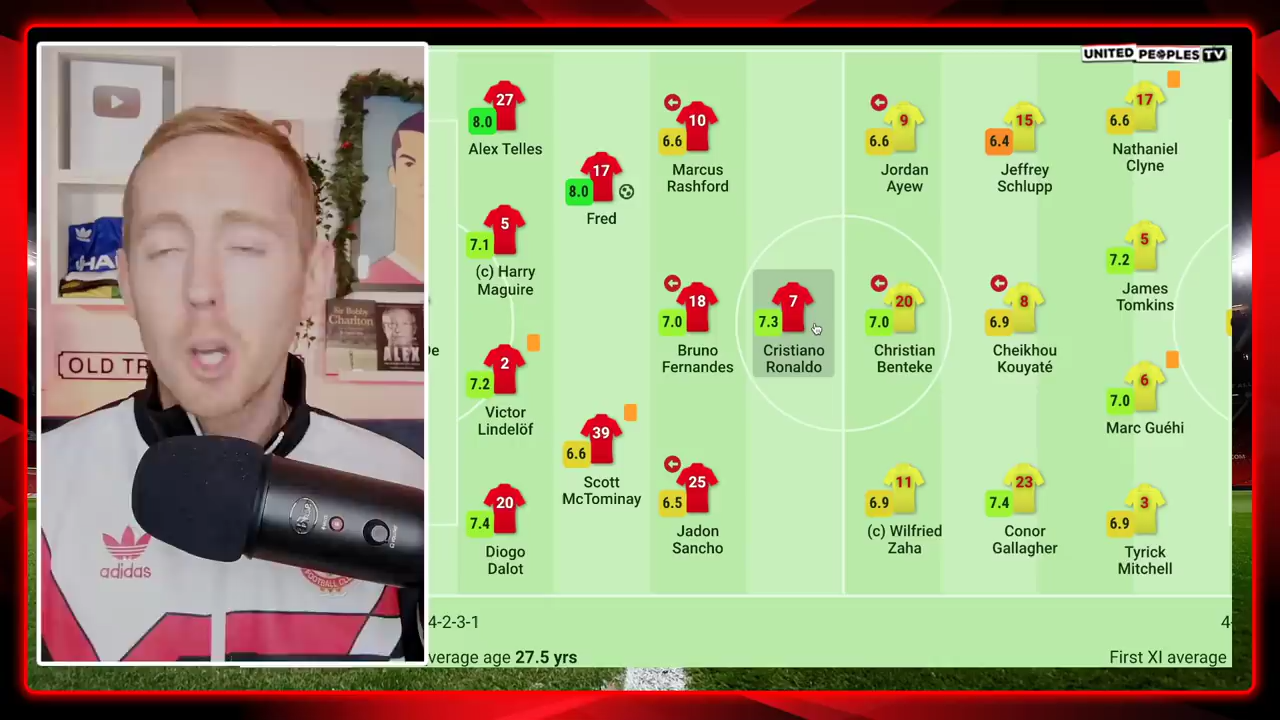 UNITED PEOPLES TV
27
8.0
Alex Telles
17
8.0
Fred
5
7.1
(c) Harry
Maguire
2
7.2
Victor
Lindelöf
20
7.4
Diogo
Dalot
39
6.6
Scott
McTominay
10
6.6
Marcus
Rashford
18
7.0
Bruno
Fernandes
25
6.5
Jadon
Sancho
7
7.3
Cristiano
Ronaldo
9
6.6
Jordan
Ayew
20
7.0
Christian
Benteke
11
6.9
(c) Wilfried
Zaha
15
6.4
Jeffrey
Schlupp
8
6.9
Cheikhou
Kouyaté
23
7.4
Conor
Gallagher
17
6.6
Nathaniel
Clyne
5
7.2
James
Tomkins
6
7.0
Marc Guéhi
3
6.9
Tyrick
Mitchell
De
4-2-3-1
4-
verage age 27.5 yrs
First XI average
Sir Bobby
Charlton
ALEX
OLD TR
adidas
FOOTBALL CLU